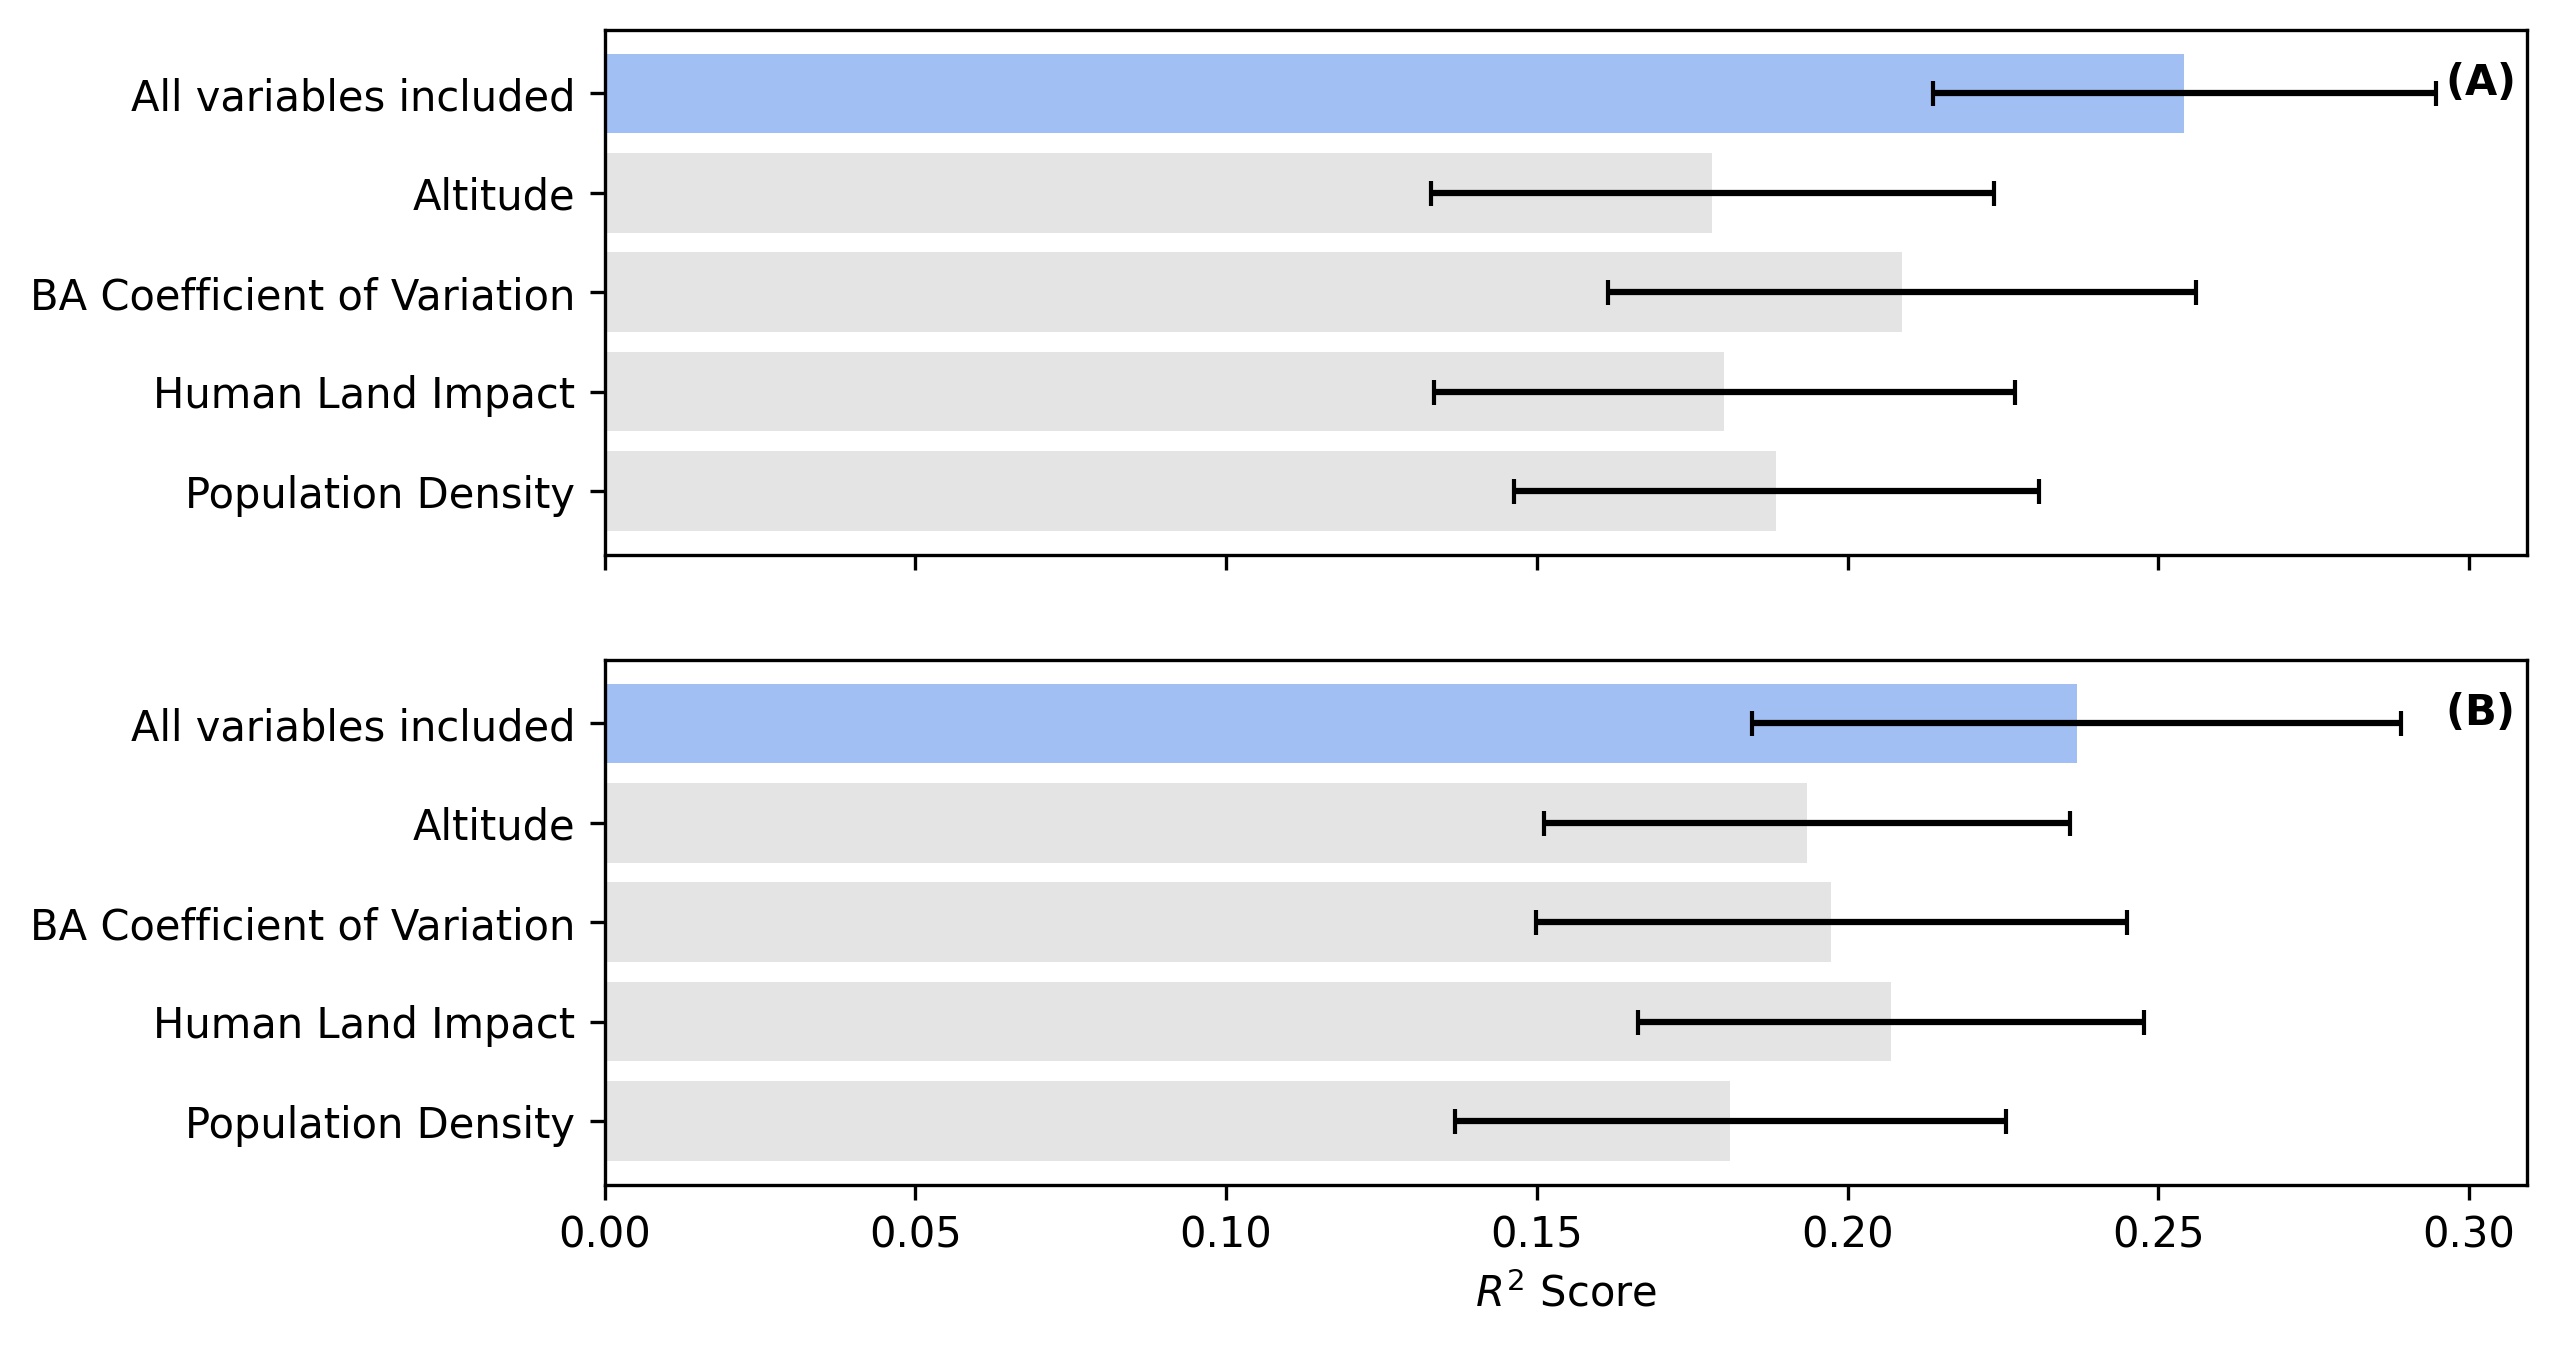 All variables included
(A)
Altitude
BA Coefficient of Variation
Human Land Impact
Population Density
All variables included
(B)
Altitude
BA Coefficient of Variation
Human Land Impact
Population Density
0.00 0.05 0.10 0.15 0.20 0.25 0.30
R² Score